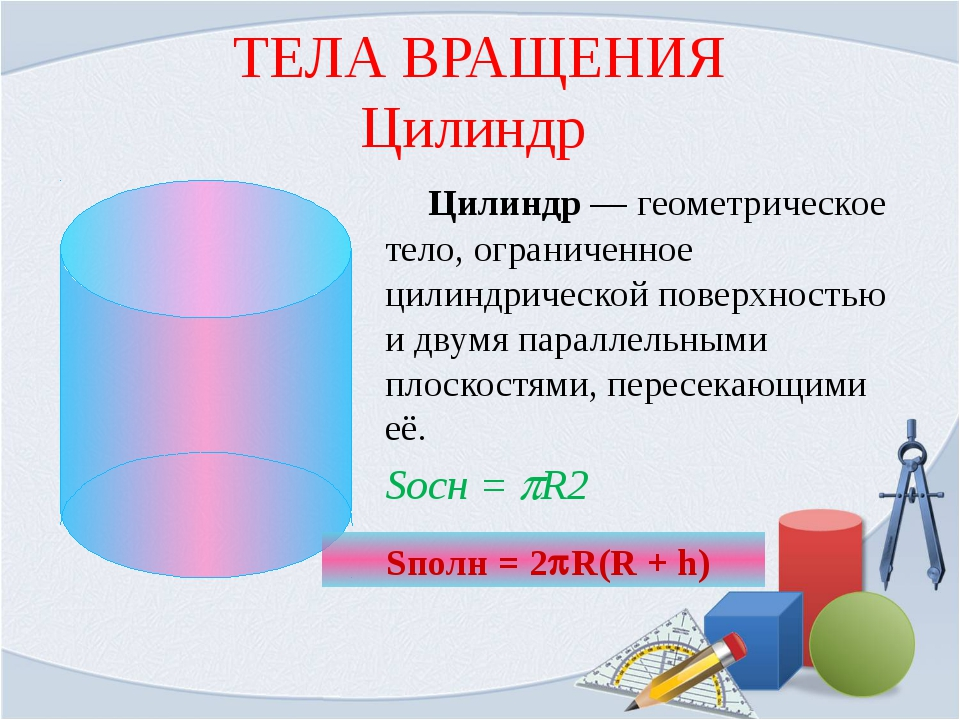 ТЕЛА ВРАЩЕНИЯ
Цилиндр
Цилиндр — геометрическое
тело, ограниченное
цилиндрической поверхностью
и двумя параллельными
плоскостями, пересекающими
её.
Sосн = πR2
Sполн = 2πR(R + h)